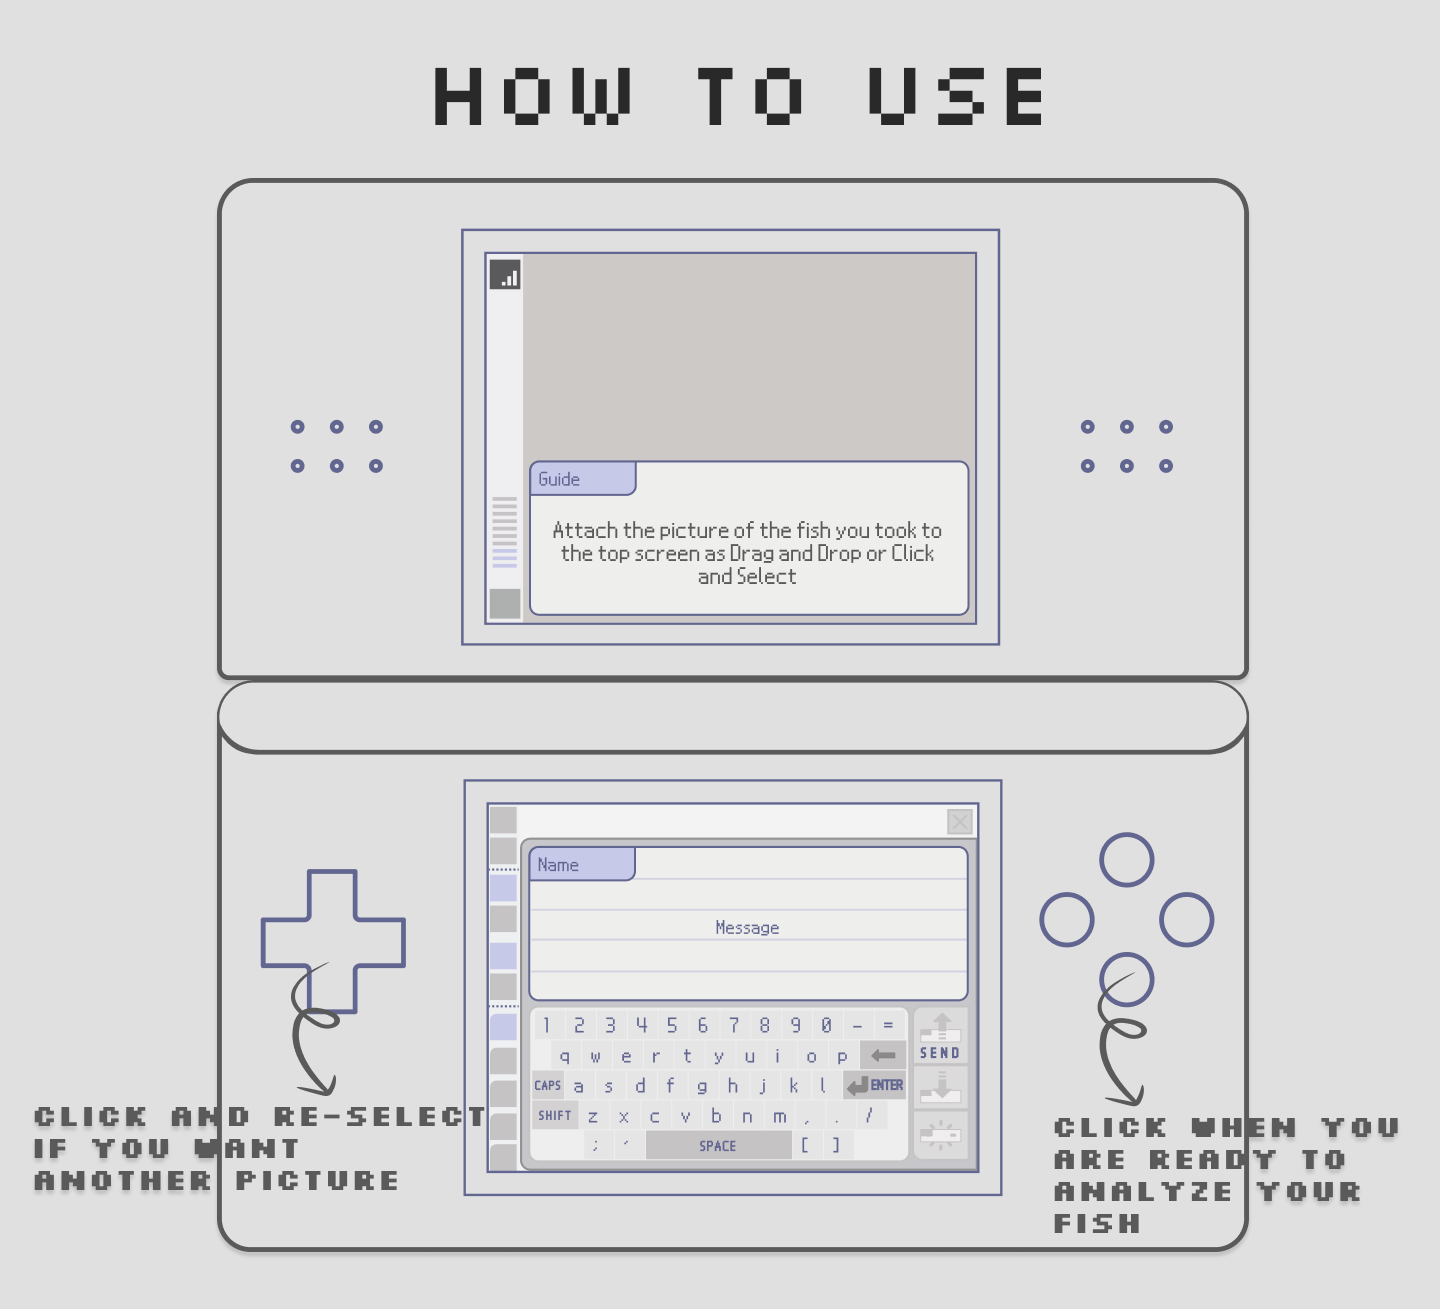 HOW TO USE
Guide
Attach the picture of the fish you took to
the top screen as Drag and Drop or Click
and Select
Name
Message
1 2 3 4 5 6 7 8 9 0 - =
q w e r t y u i o p
SEND
CAPS a s d f g h j k l ENTER
SHIFT z x c v b n m , . /
; ' SPACE [ ]
CLICK AND RE-SELECT
IF YOU WANT
ANOTHER PICTURE
CLICK WHEN YOU
ARE READY TO
ANALYZE YOUR
FISH